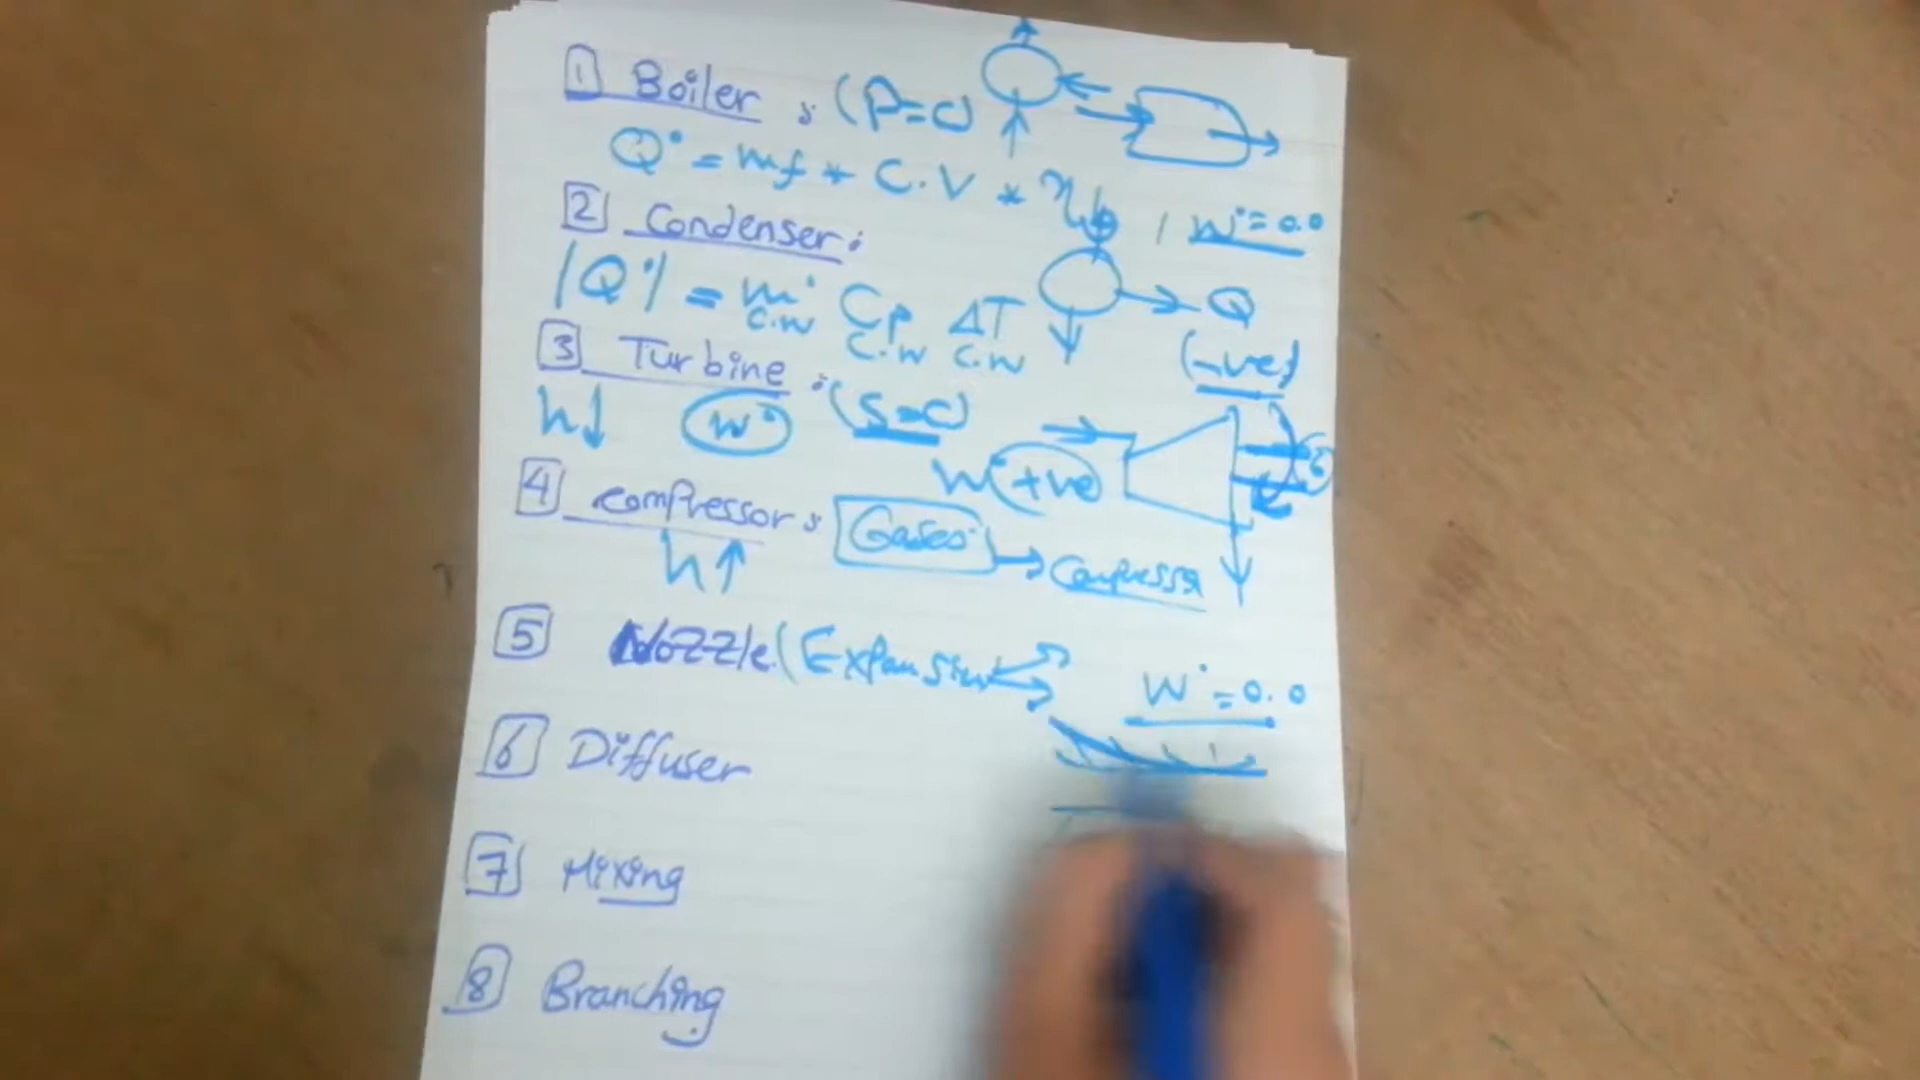 1 Boiler : (P=C)
Q̇ = mf * C.V * η
2 Condenser: Ẇ=0.0
|Q̇| = ṁ c.w Cp c.w ΔT c.w Q
(-ve)
3 Turbine : (S=C)
h↓ Ẇ
W +ve
4 Compressor : Gases → Compressor
h↑
5 Nozzle (Expansion
Ẇ=0.0
6 Diffuser
7 Mixing
8 Branching